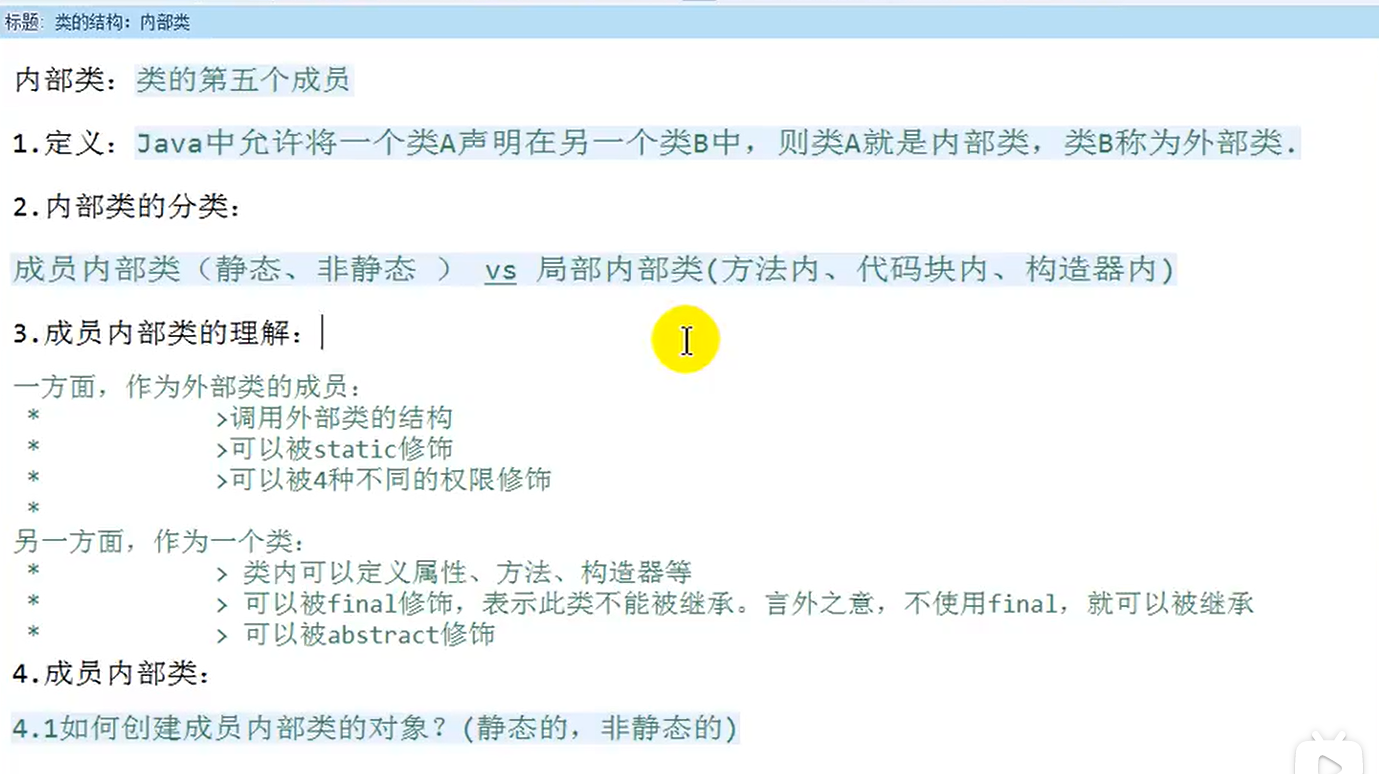 标题: 类的结构: 内部类
内部类: 类的第五个成员
1.定义: Java中允许将一个类A声明在另一个类B中, 则类A就是内部类, 类B称为外部类.
2.内部类的分类:
成员内部类（静态、非静态 ） vs 局部内部类(方法内、代码块内、构造器内)
3.成员内部类的理解:
一方面, 作为外部类的成员:
* >调用外部类的结构
* >可以被static修饰
* >可以被4种不同的权限修饰
*
另一方面, 作为一个类:
* > 类内可以定义属性、方法、构造器等
* > 可以被final修饰, 表示此类不能被继承。言外之意, 不使用final, 就可以被继承
* > 可以被abstract修饰
4.成员内部类:
4.1如何创建成员内部类的对象? (静态的, 非静态的)